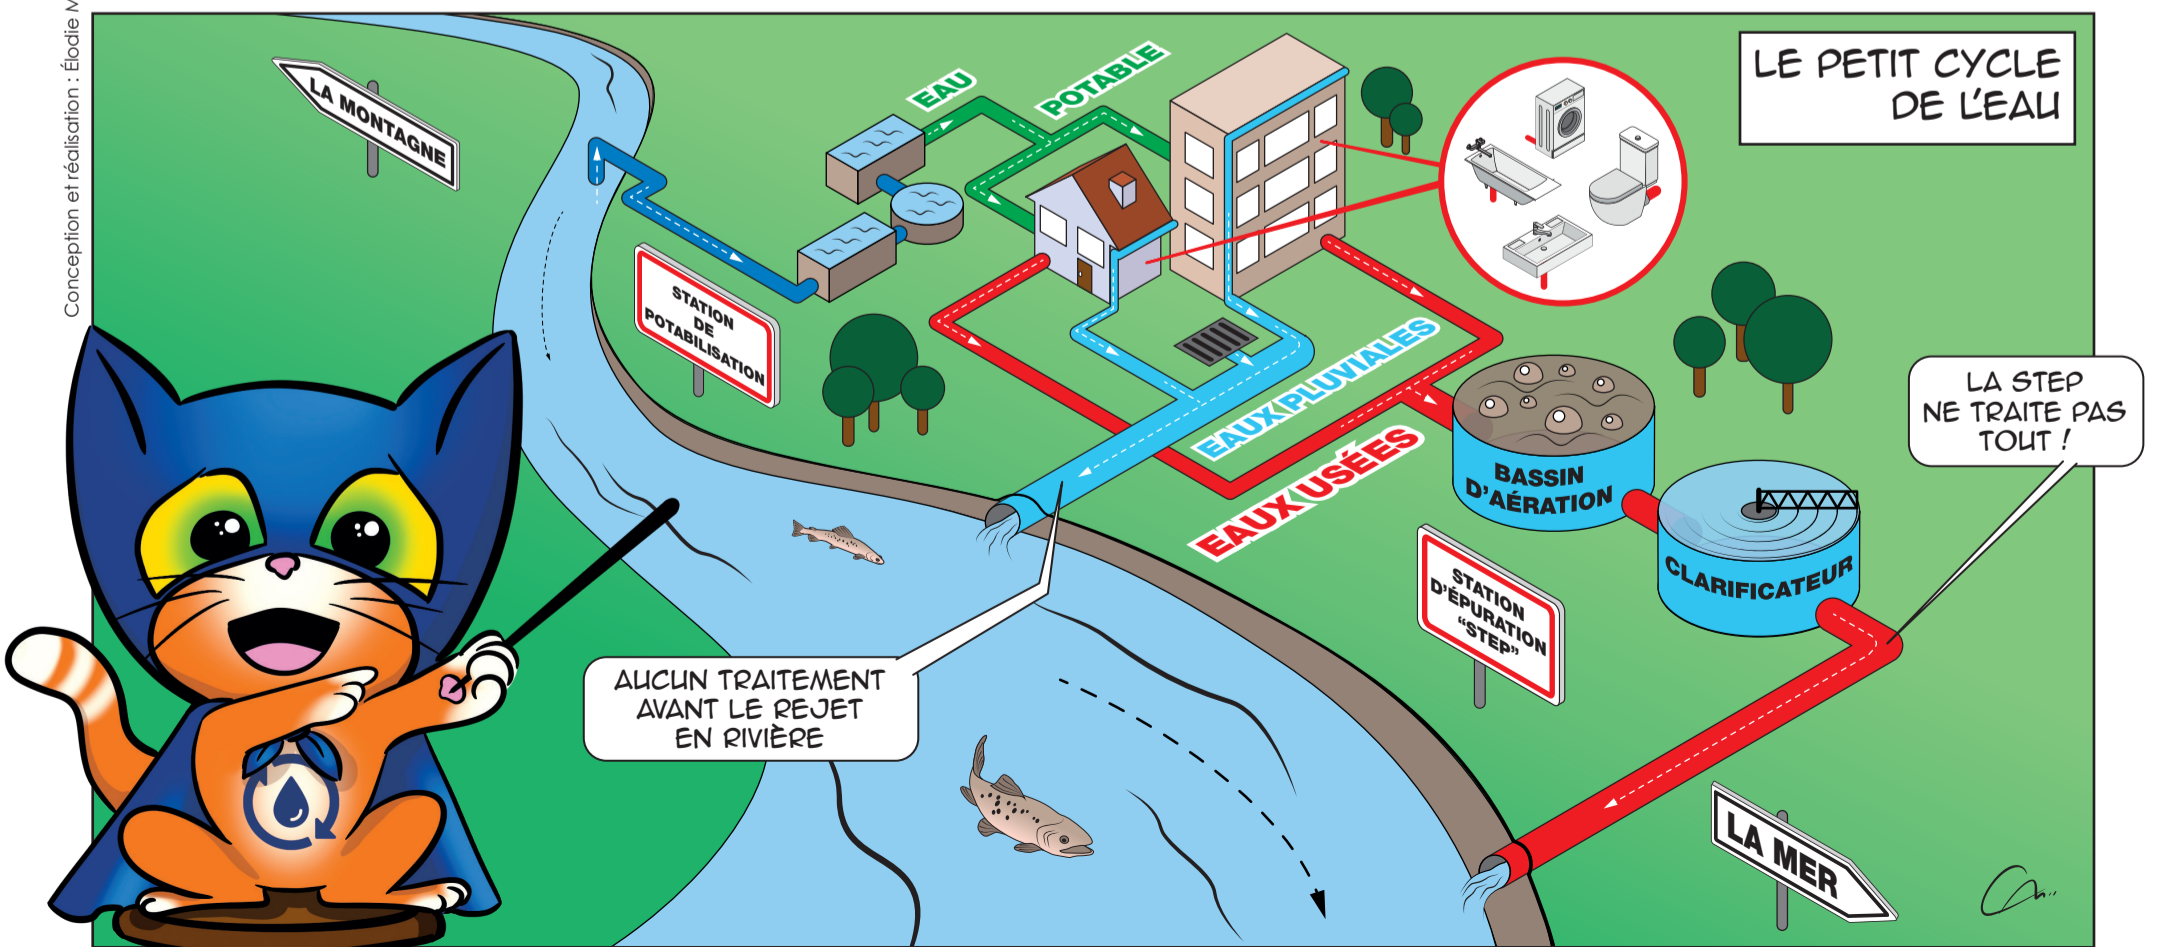 Conception et réalisation : Élodie
LE PETIT CYCLE
DE L'EAU
LA MONTAGNE
EAU POTABLE
STATION
DE
POTABILISATION
EAUX PLUVIALES
EAUX USÉES
BASSIN
D'AÉRATION
CLARIFICATEUR
LA STEP
NE TRAITE PAS
TOUT !
STATION
D'ÉPURATION
"STEP"
AUCUN TRAITEMENT
AVANT LE REJET
EN RIVIÈRE
LA MER